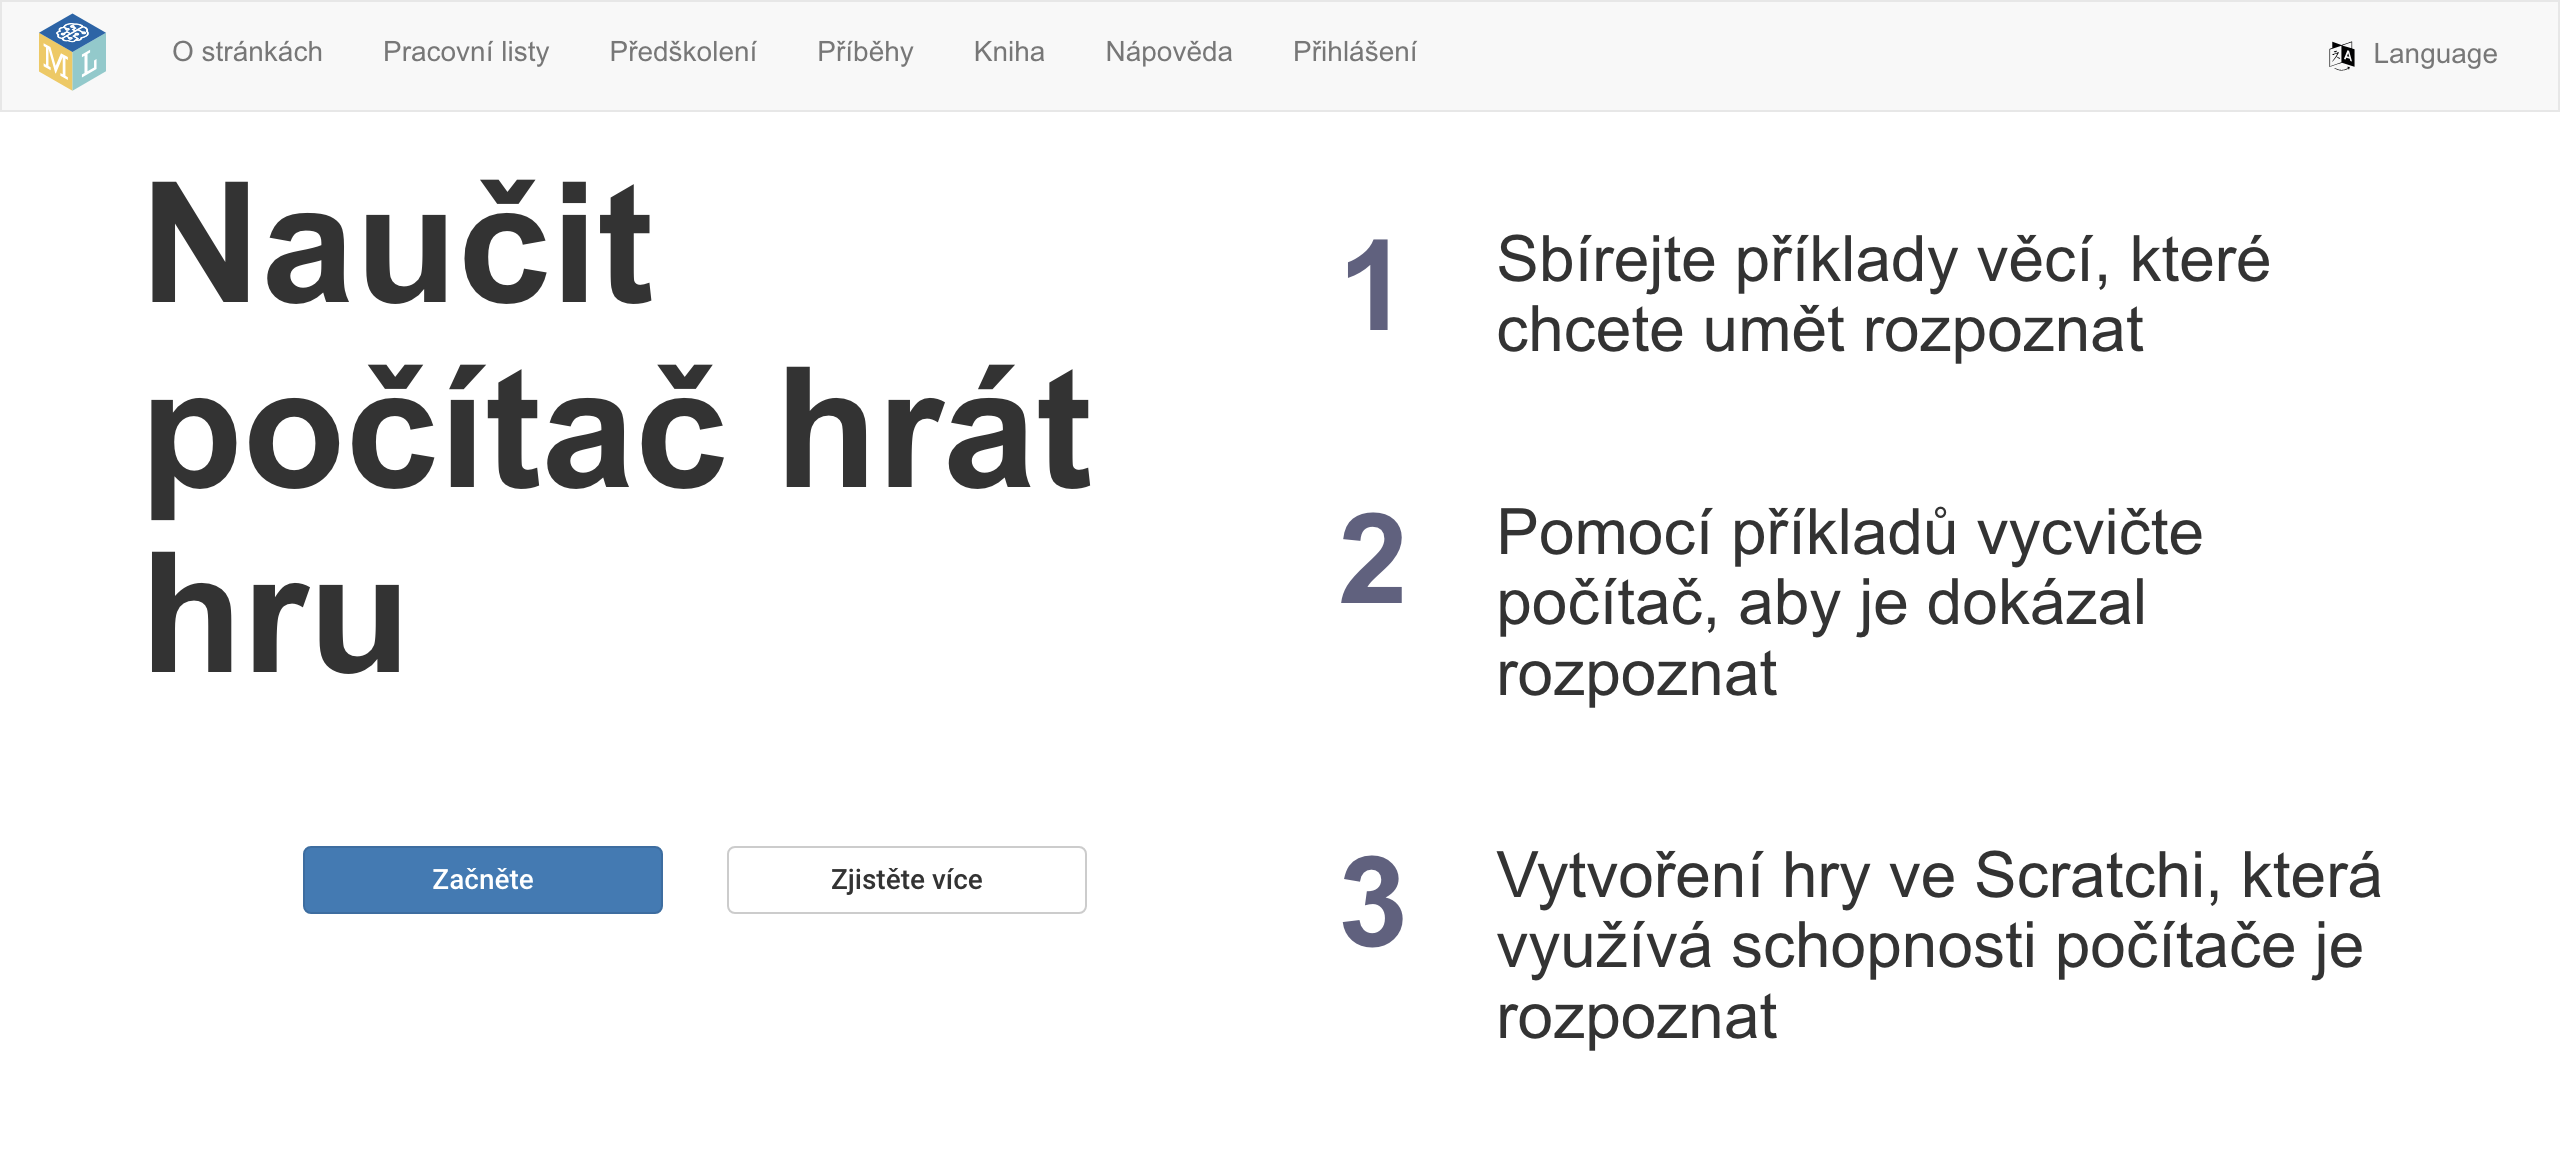 M L
O stránkách
Pracovní listy
Předškolení
Příběhy
Kniha
Nápověda
Přihlášení
Language
Naučit
počítač hrát
hru
Začněte
Zjistěte více
1
Sbírejte příklady věcí, které
chcete umět rozpoznat
2
Pomocí příkladů vycvičte
počítač, aby je dokázal
rozpoznat
3
Vytvoření hry ve Scratchi, která
využívá schopnosti počítače je
rozpoznat